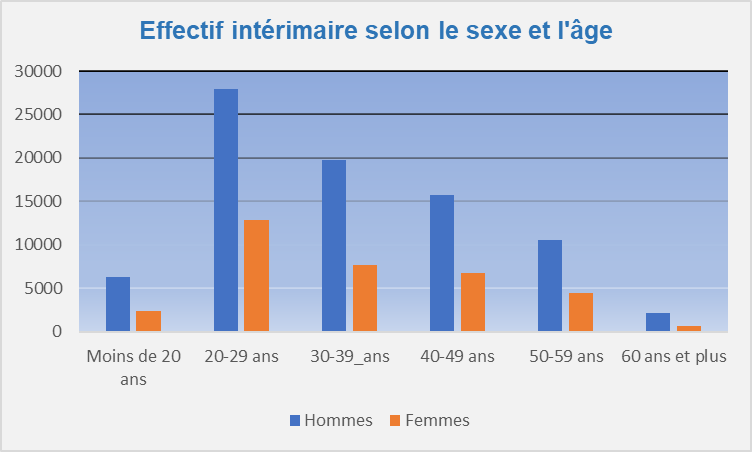 Effectif intérimaire selon le sexe et l'âge
30000
25000
20000
15000
10000
5000
0
Moins de 20
ans
20-29 ans
30-39_ans
40-49 ans
50-59 ans
60 ans et plus
Hommes
Femmes